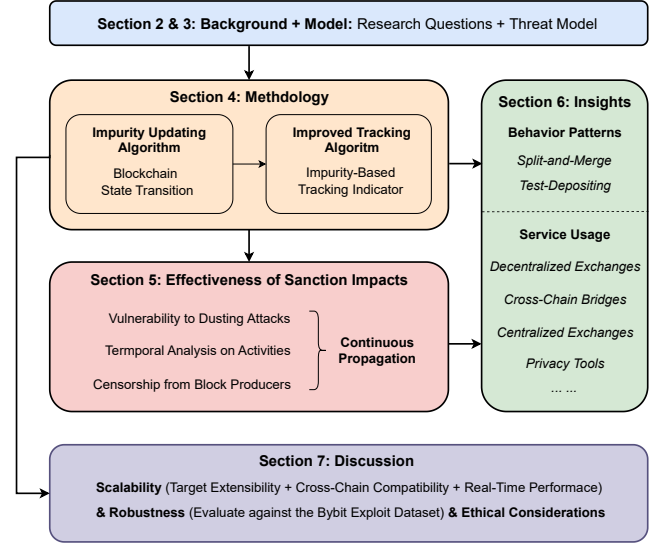 Section 2 & 3: Background + Model: Research Questions + Threat Model
Section 4: Methdology
Impurity Updating
Algorithm
Blockchain
State Transition
Improved Tracking
Algoritm
Impurity-Based
Tracking Indicator
Section 5: Effectiveness of Sanction Impacts
Vulnerability to Dusting Attacks
Termporal Analysis on Activities
Censorship from Block Producers
Continuous
Propagation
Section 6: Insights
Behavior Patterns
Split-and-Merge
Test-Depositing
Service Usage
Decentralized Exchanges
Cross-Chain Bridges
Centralized Exchanges
Privacy Tools
... ...
Section 7: Discussion
Scalability (Target Extensibility + Cross-Chain Compatibility + Real-Time Performace)
& Robustness (Evaluate against the Bybit Exploit Dataset) & Ethical Considerations